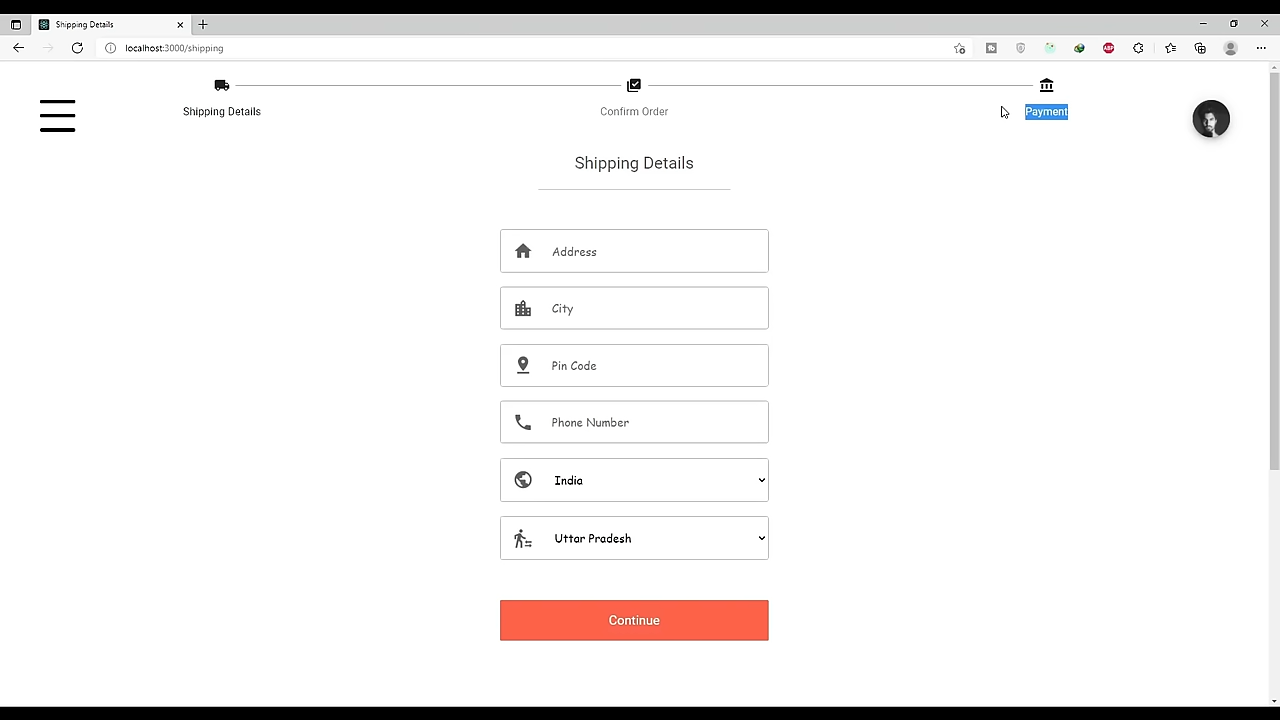 Shipping Details
localhost:3000/shipping
Shipping Details
Confirm Order
Payment
Shipping Details
Address
City
Pin Code
Phone Number
India
Uttar Pradesh
Continue
ABP